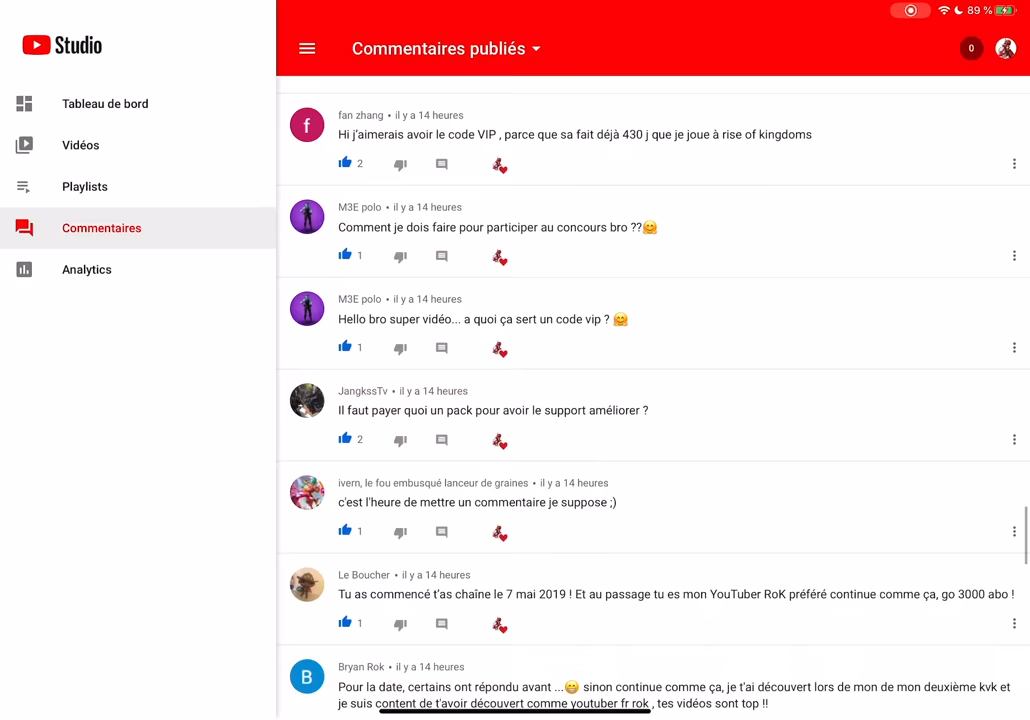 89 %
Studio
Commentaires publiés
0
Tableau de bord
Vidéos
Playlists
Commentaires
Analytics
f
fan zhang • il y a 14 heures
Hi j'aimerais avoir le code VIP , parce que sa fait déjà 430 j que je joue à rise of kingdoms
2
M3E polo • il y a 14 heures
Comment je dois faire pour participer au concours bro ??🤗
1
M3E polo • il y a 14 heures
Hello bro super vidéo... a quoi ça sert un code vip ? 🤗
1
JangkssTv • il y a 14 heures
Il faut payer quoi un pack pour avoir le support améliorer ?
2
ivern, le fou embusqué lanceur de graines • il y a 14 heures
c'est l'heure de mettre un commentaire je suppose ;)
1
Le Boucher • il y a 14 heures
Tu as commencé t'as chaîne le 7 mai 2019 ! Et au passage tu es mon YouTuber RoK préféré continue comme ça, go 3000 abo !
1
B
Bryan Rok • il y a 14 heures
Pour la date, certains ont répondu avant ...😁 sinon continue comme ça, je t'ai découvert lors de mon de mon deuxième kvk et
je suis content de t'avoir découvert comme youtuber fr rok , tes vidéos sont top !!